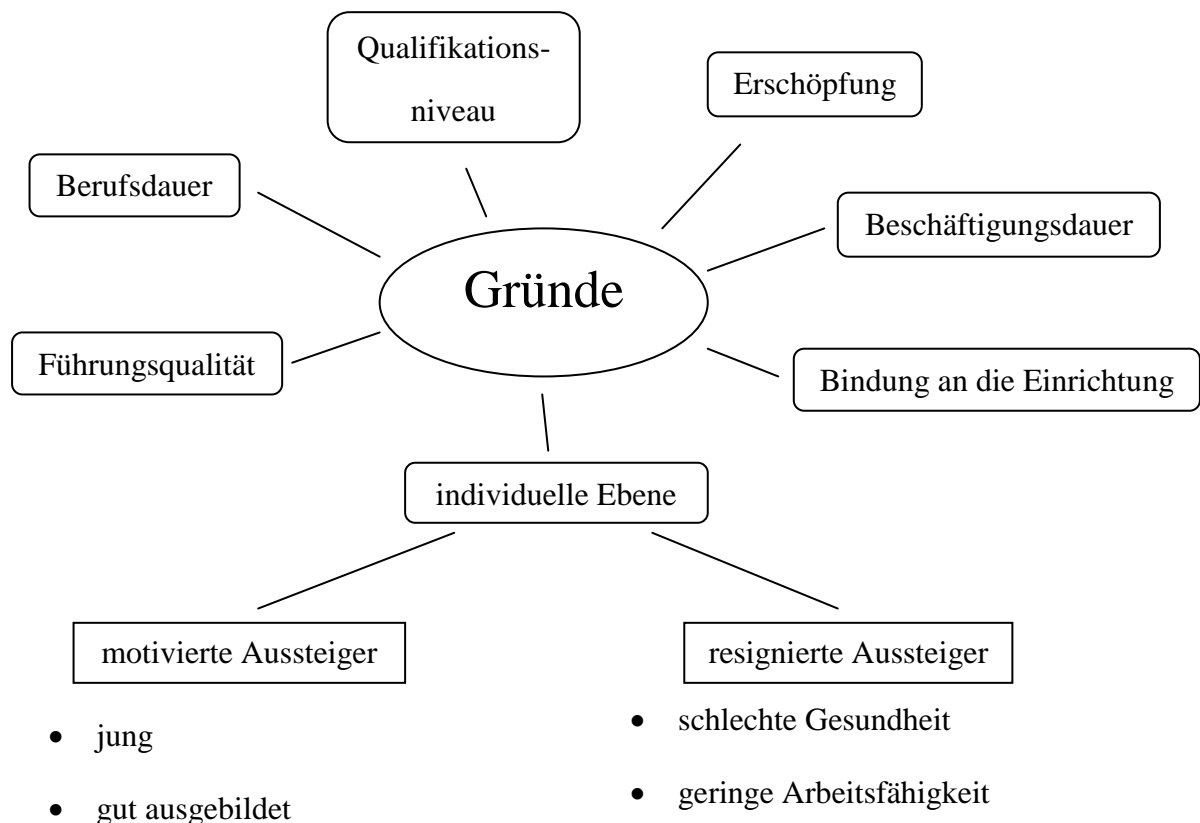 Qualifikations-
niveau
Erschöpfung
Berufsdauer
Beschäftigungsdauer
Gründe
Führungsqualität
Bindung an die Einrichtung
individuelle Ebene
motivierte Aussteiger
resignierte Aussteiger
• jung
• gut ausgebildet
• schlechte Gesundheit
• geringe Arbeitsfähigkeit